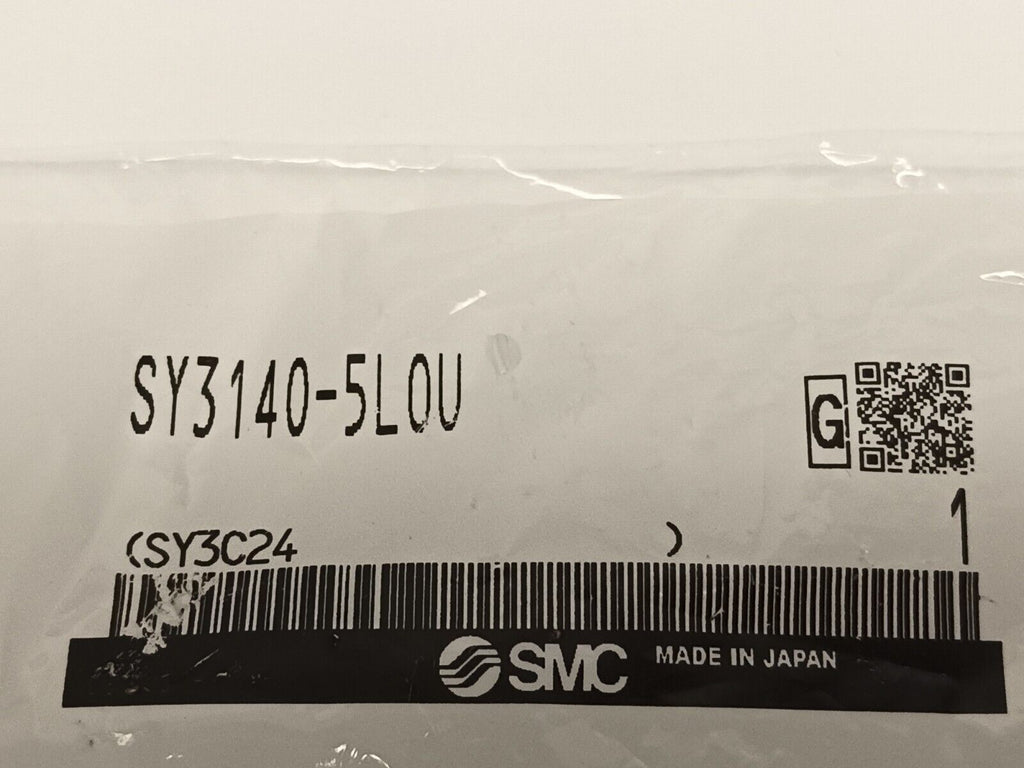 SY3140-5LOU
G
1
(SY3C24 )
SMC MADE IN JAPAN